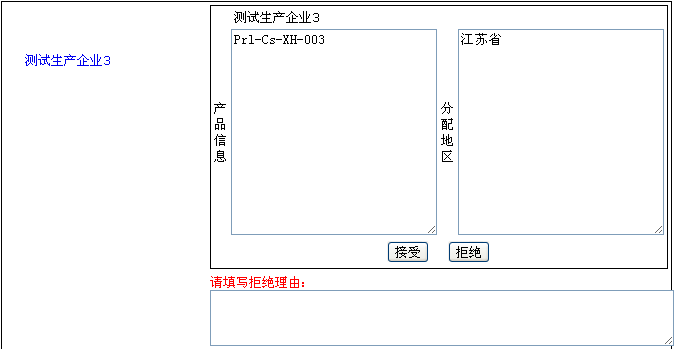 测试生产企业3
测试生产企业3
产品信息
Prl-Cs-XH-003
分配地区
江苏省
接受
拒绝
请填写拒绝理由: